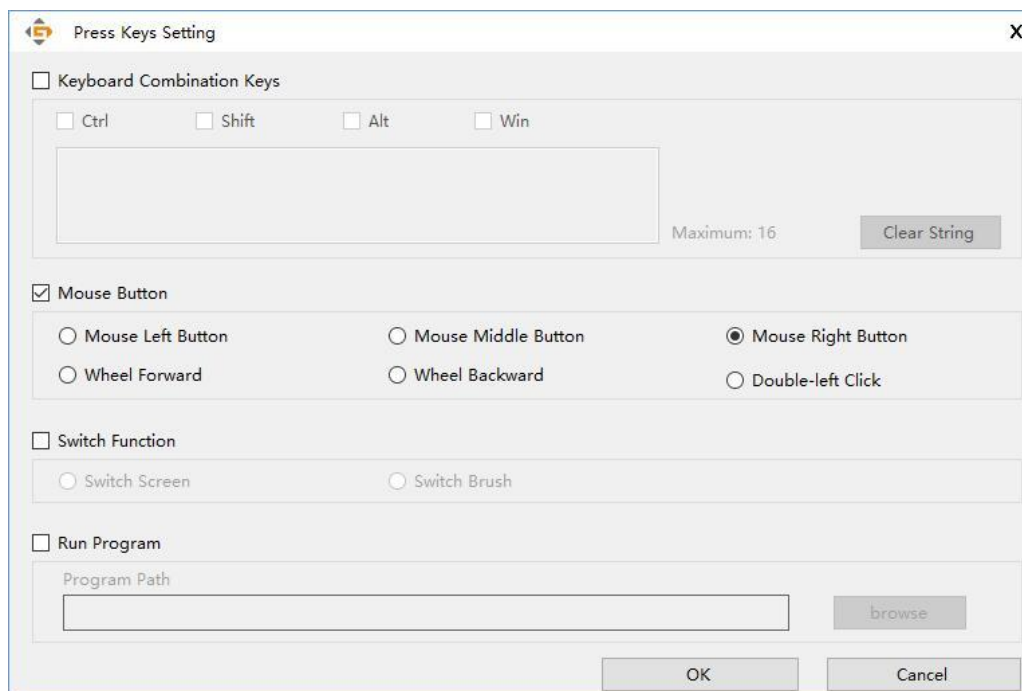 Press Keys Setting X
Keyboard Combination Keys
Ctrl Shift Alt Win
Maximum: 16 Clear String
Mouse Button
Mouse Left Button Mouse Middle Button Mouse Right Button
Wheel Forward Wheel Backward Double-left Click
Switch Function
Switch Screen Switch Brush
Run Program
Program Path
browse
OK Cancel